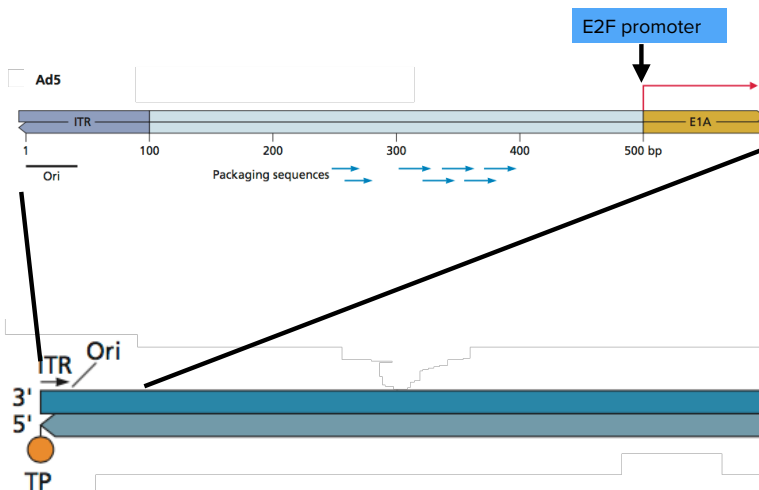 E2F promoter
Ad5
ITR
E1A
1
100
200
300
400
500 bp
Ori
Packaging sequences
ITR
Ori
3'
5'
TP